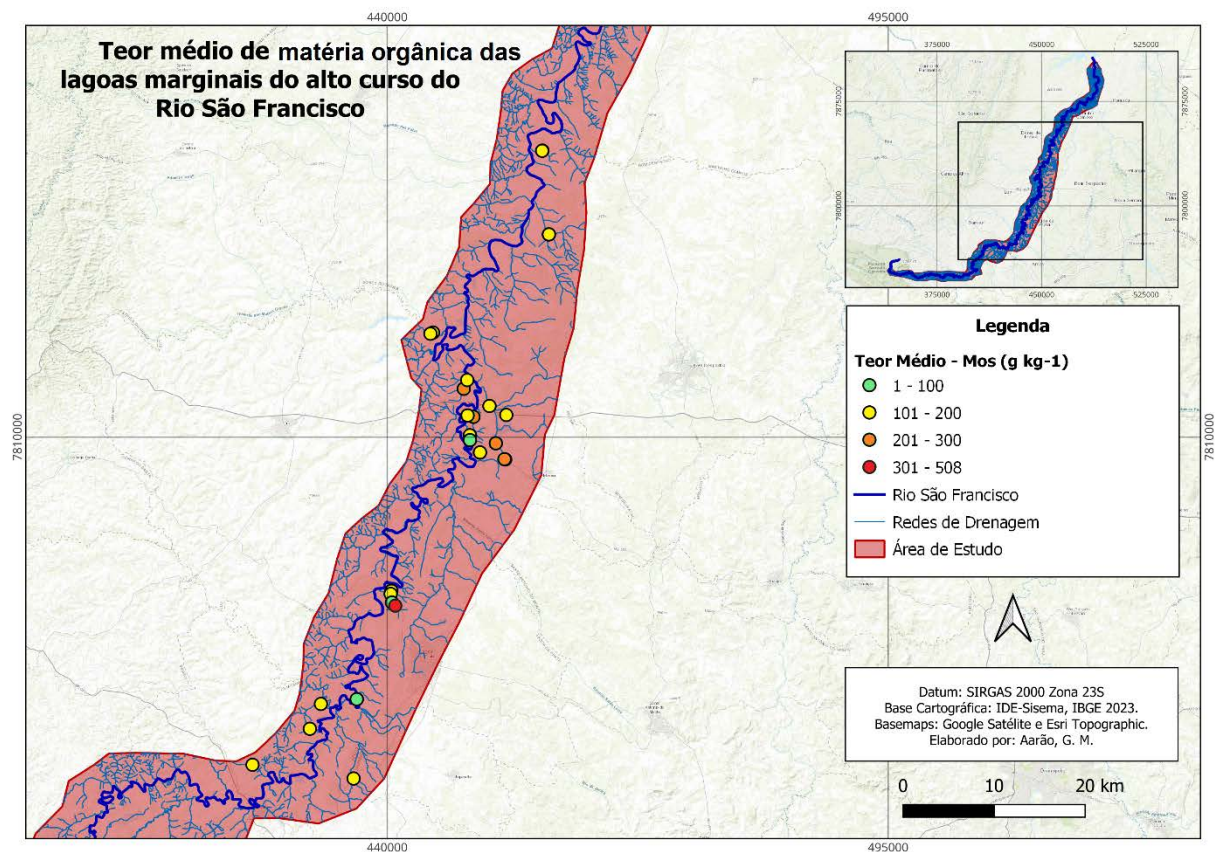 440000
495000
Teor médio de matéria orgânica das
lagoas marginais do alto curso do
Rio São Francisco
375000
450000
525000
7875000
7875000
7800000
7800000
375000
450000
525000
Legenda
Teor Médio - Mos (g kg-1)
1 - 100
101 - 200
201 - 300
301 - 508
Rio São Francisco
Redes de Drenagem
Área de Estudo
7810000
7810000
Datum: SIRGAS 2000 Zona 23S
Base Cartográfica: IDE-Sisema, IBGE 2023.
Basemaps: Google Satélite e Esri Topographic.
Elaborado por: Aarão, G. M.
0 10 20 km
440000
495000